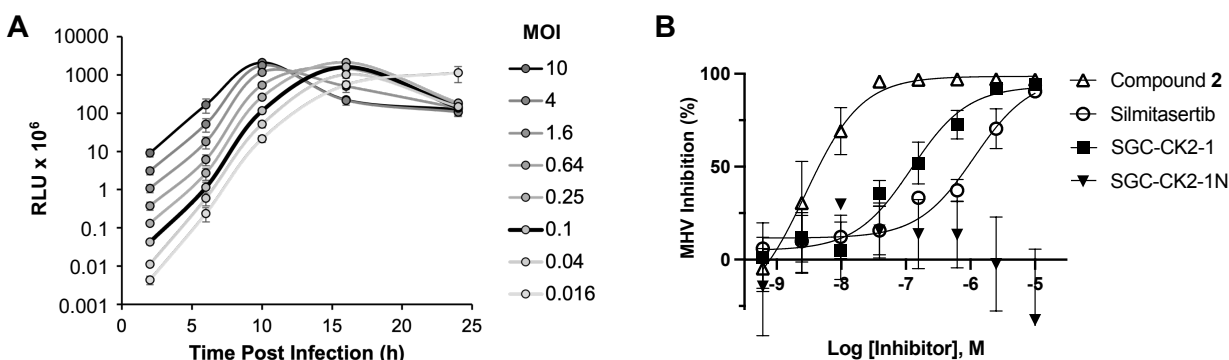 A
RLU x 10⁶
10000
1000
100
10
1
0.1
0.01
0.001
0
5
10
15
20
25
Time Post Infection (h)
MOI
10
4
1.6
0.64
0.25
0.1
0.04
0.016
B
MHV Inhibition (%)
100
50
0
-9
-8
-7
-6
-5
Log [Inhibitor], M
Compound 2
Silmitasertib
SGC-CK2-1
SGC-CK2-1N